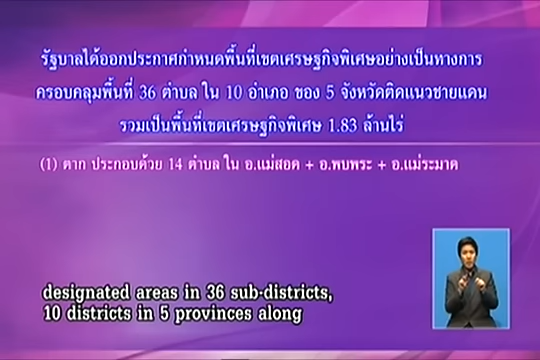 รัฐบาลได้ออกประกาศกำหนดพื้นที่เขตเศรษฐกิจพิเศษอย่างเป็นทางการ
ครอบคลุมพื้นที่ 36 ตำบล ใน 10 อำเภอ ของ 5 จังหวัดติดแนวชายแดน
รวมเป็นพื้นที่เขตเศรษฐกิจพิเศษ 1.83 ล้านไร่
(1) ตาก ประกอบด้วย 14 ตำบล ใน อ.แม่สอด + อ.พบพระ + อ.แม่ระมาด
designated areas in 36 sub-districts,
10 districts in 5 provinces along